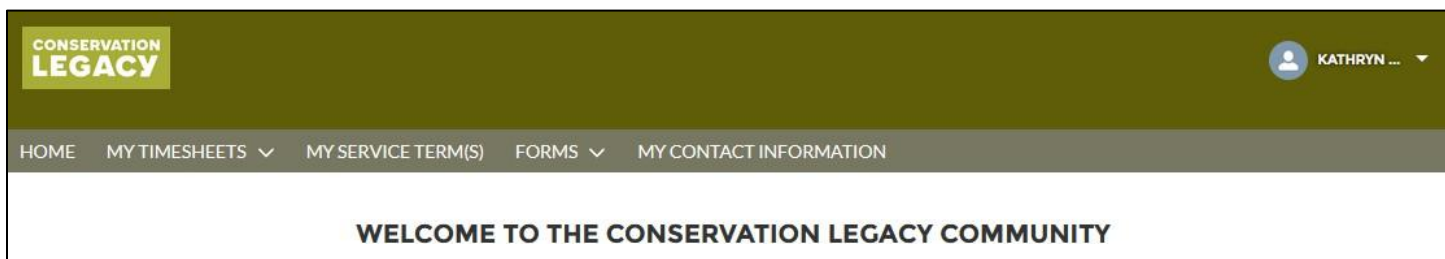 CONSERVATION
LEGACY
KATHRYN ...
HOME MY TIMESHEETS MY SERVICE TERM(S) FORMS MY CONTACT INFORMATION
WELCOME TO THE CONSERVATION LEGACY COMMUNITY